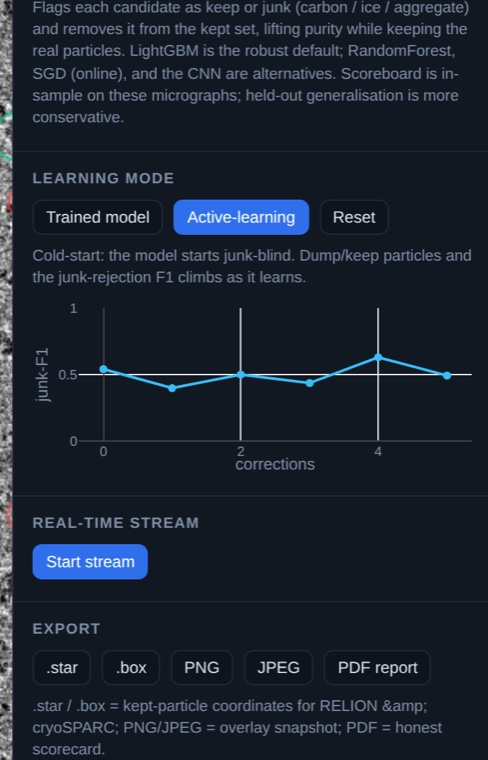 Flags each candidate as keep or junk (carbon / ice / aggregate)
and removes it from the kept set, lifting purity while keeping the
real particles. LightGBM is the robust default; RandomForest,
SGD (online), and the CNN are alternatives. Scoreboard is in-
sample on these micrographs; held-out generalisation is more
conservative.
LEARNING MODE
Trained model
Active-learning
Reset
Cold-start: the model starts junk-blind. Dump/keep particles and
the junk-rejection F1 climbs as it learns.
1
0.5
0
junk-F1
0
2
4
corrections
REAL-TIME STREAM
Start stream
EXPORT
.star
.box
PNG
JPEG
PDF report
.star / .box = kept-particle coordinates for RELION &amp;
cryoSPARC; PNG/JPEG = overlay snapshot; PDF = honest
scorecard.